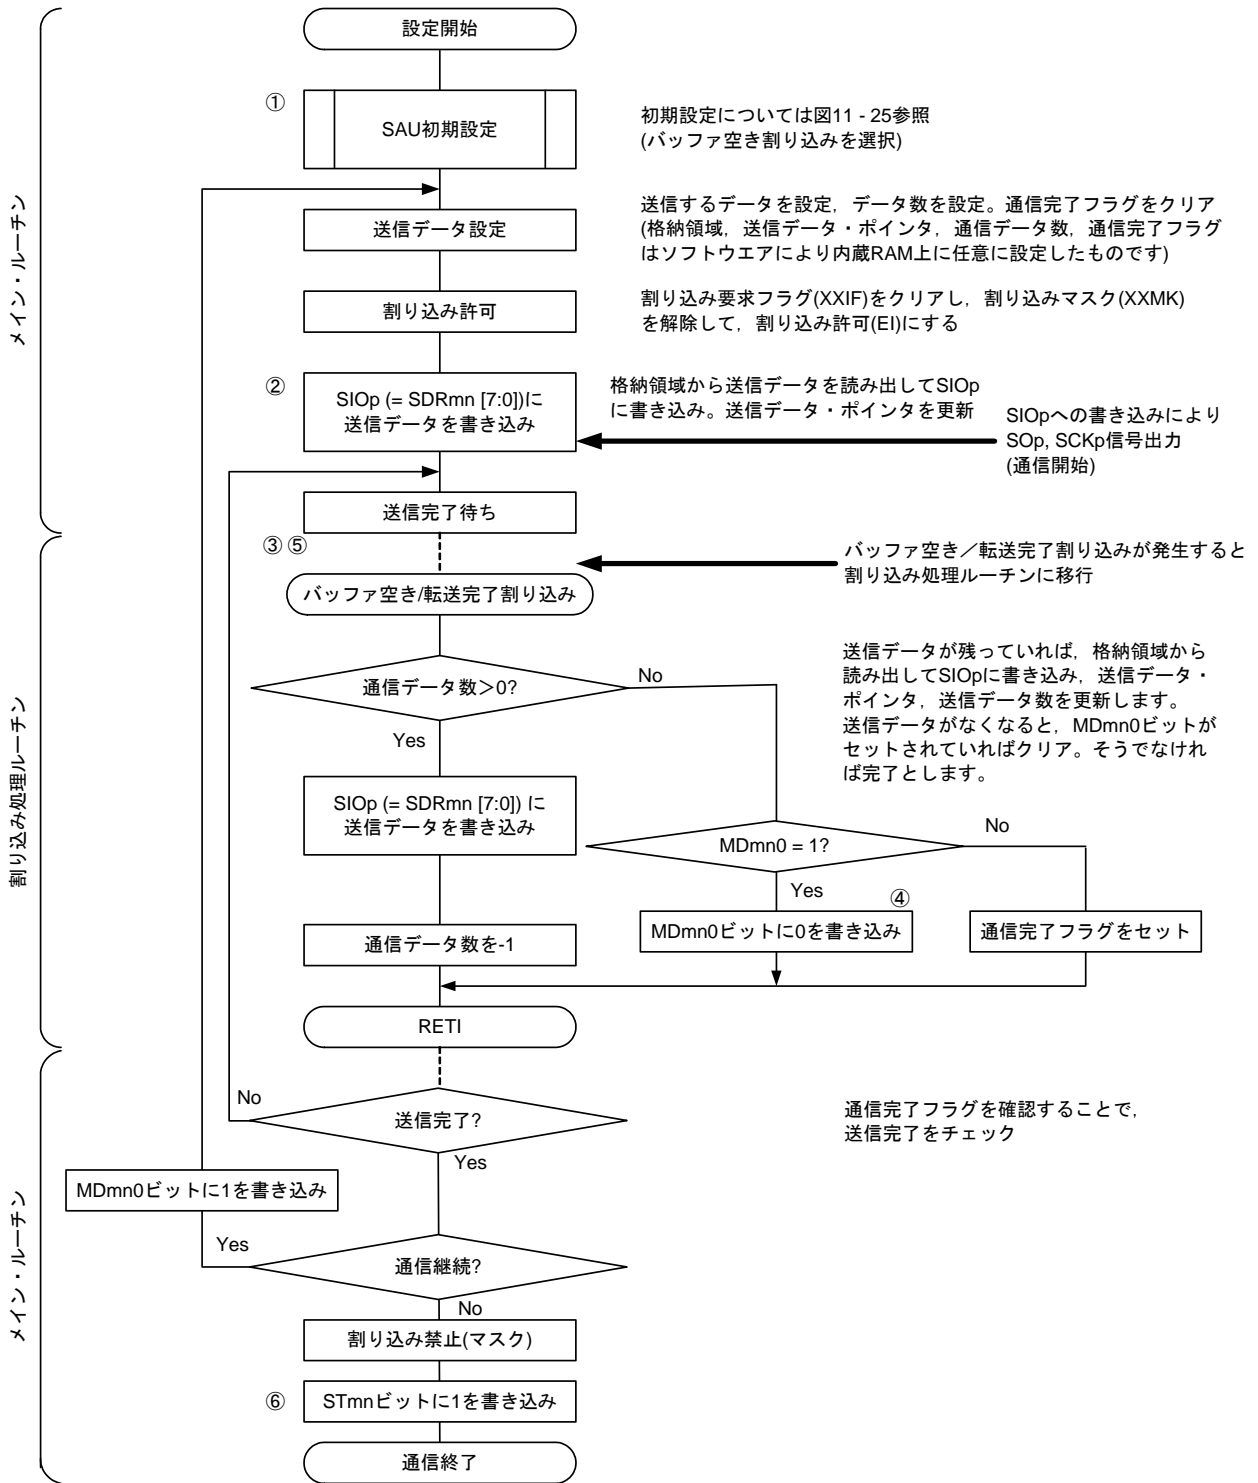 設定開始
①
SAU初期設定
初期設定については図11 - 25参照
(バッファ空き割り込みを選択)
メイン・ルーチン
送信データ設定
送信するデータを設定，データ数を設定。通信完了フラグをクリア
(格納領域，送信データ・ポインタ，通信データ数，通信完了フラグ
はソフトウエアにより内蔵RAM上に任意に設定したものです)
割り込み許可
割り込み要求フラグ(XXIF)をクリアし，割り込みマスク(XXMK)
を解除して，割り込み許可(EI)にする
②
SIOp (= SDRmn [7:0])に
送信データを書き込み
格納領域から送信データを読み出してSIOp
に書き込み。送信データ・ポインタを更新
SIOpへの書き込みにより
SOp, SCKp信号出力
(通信開始)
送信完了待ち
③ ⑤
バッファ空き／転送完了割り込みが発生すると
割り込み処理ルーチンに移行
バッファ空き/転送完了割り込み
割り込み処理ルーチン
通信データ数＞0?
No
Yes
送信データが残っていれば，格納領域から
読み出してSIOpに書き込み，送信データ・
ポインタ，送信データ数を更新します。
送信データがなくなると，MDmn0ビットが
セットされていればクリア。そうでなけれ
ば完了とします。
SIOp (= SDRmn [7:0]) に
送信データを書き込み
MDmn0 = 1?
No
Yes
④
通信データ数を-1
MDmn0ビットに0を書き込み
通信完了フラグをセット
RETI
メイン・ルーチン
No
送信完了?
Yes
通信完了フラグを確認することで，
送信完了をチェック
MDmn0ビットに1を書き込み
Yes
通信継続?
No
割り込み禁止(マスク)
⑥
STmnビットに1を書き込み
通信終了